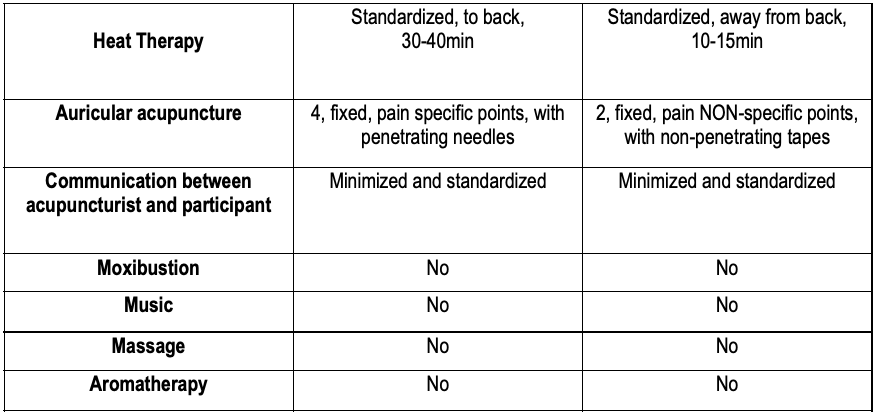 Heat Therapy
Standardized, to back,
30-40min
Standardized, away from back,
10-15min
Auricular acupuncture
4, fixed, pain specific points, with
penetrating needles
2, fixed, pain NON-specific points,
with non-penetrating tapes
Communication between
acupuncturist and participant
Minimized and standardized
Minimized and standardized
Moxibustion
No
No
Music
No
No
Massage
No
No
Aromatherapy
No
No